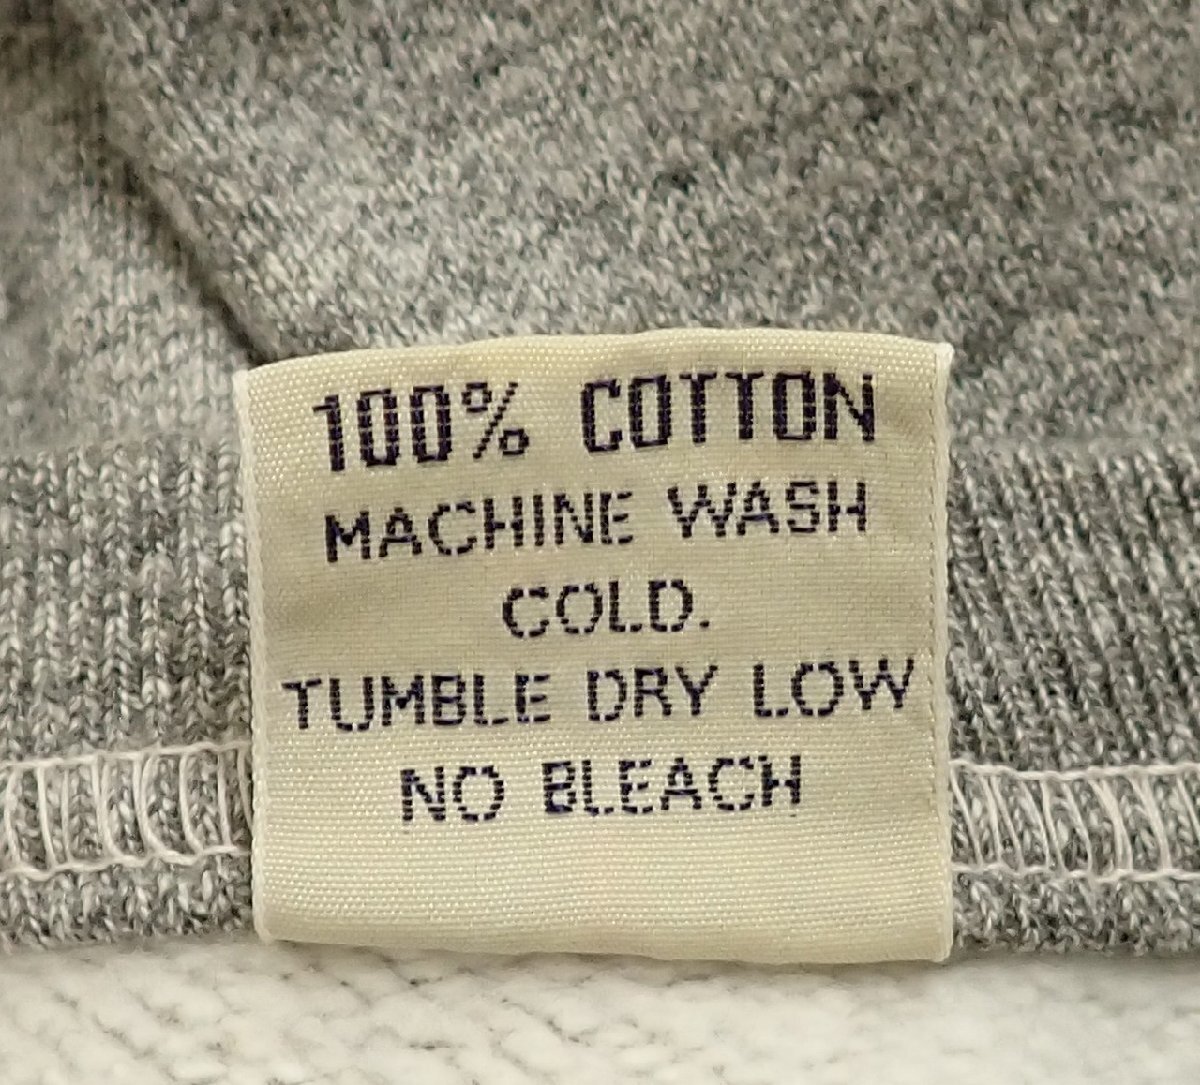 100% COTTON
MACHINE WASH
COLD.
TUMBLE DRY LOW
NO BLEACH